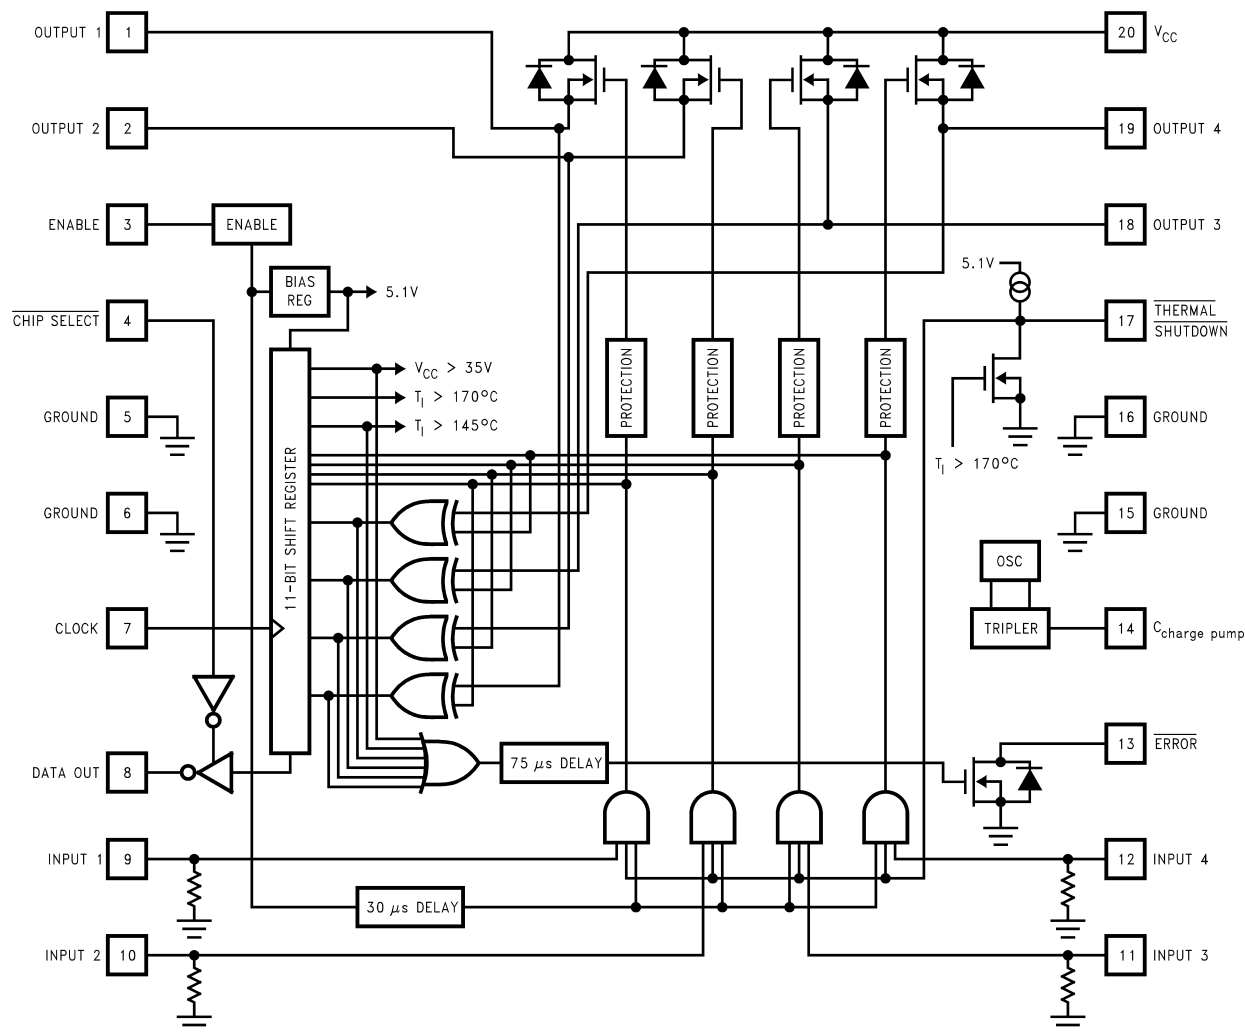 OUTPUT 1
1
20
VCC
OUTPUT 2
2
19
OUTPUT 4
ENABLE
3
ENABLE
18
OUTPUT 3
BIAS
REG
5.1V
5.1V
CHIP SELECT
4
17
THERMAL
SHUTDOWN
VCC > 35V
TI > 170°C
TI > 145°C
PROTECTION
PROTECTION
PROTECTION
PROTECTION
GROUND
5
16
GROUND
TI > 170°C
11-BIT SHIFT REGISTER
GROUND
6
15
GROUND
OSC
CLOCK
7
TRIPLER
14
Ccharge pump
DATA OUT
8
75 µs DELAY
13
ERROR
INPUT 1
9
12
INPUT 4
30 µs DELAY
INPUT 2
10
11
INPUT 3